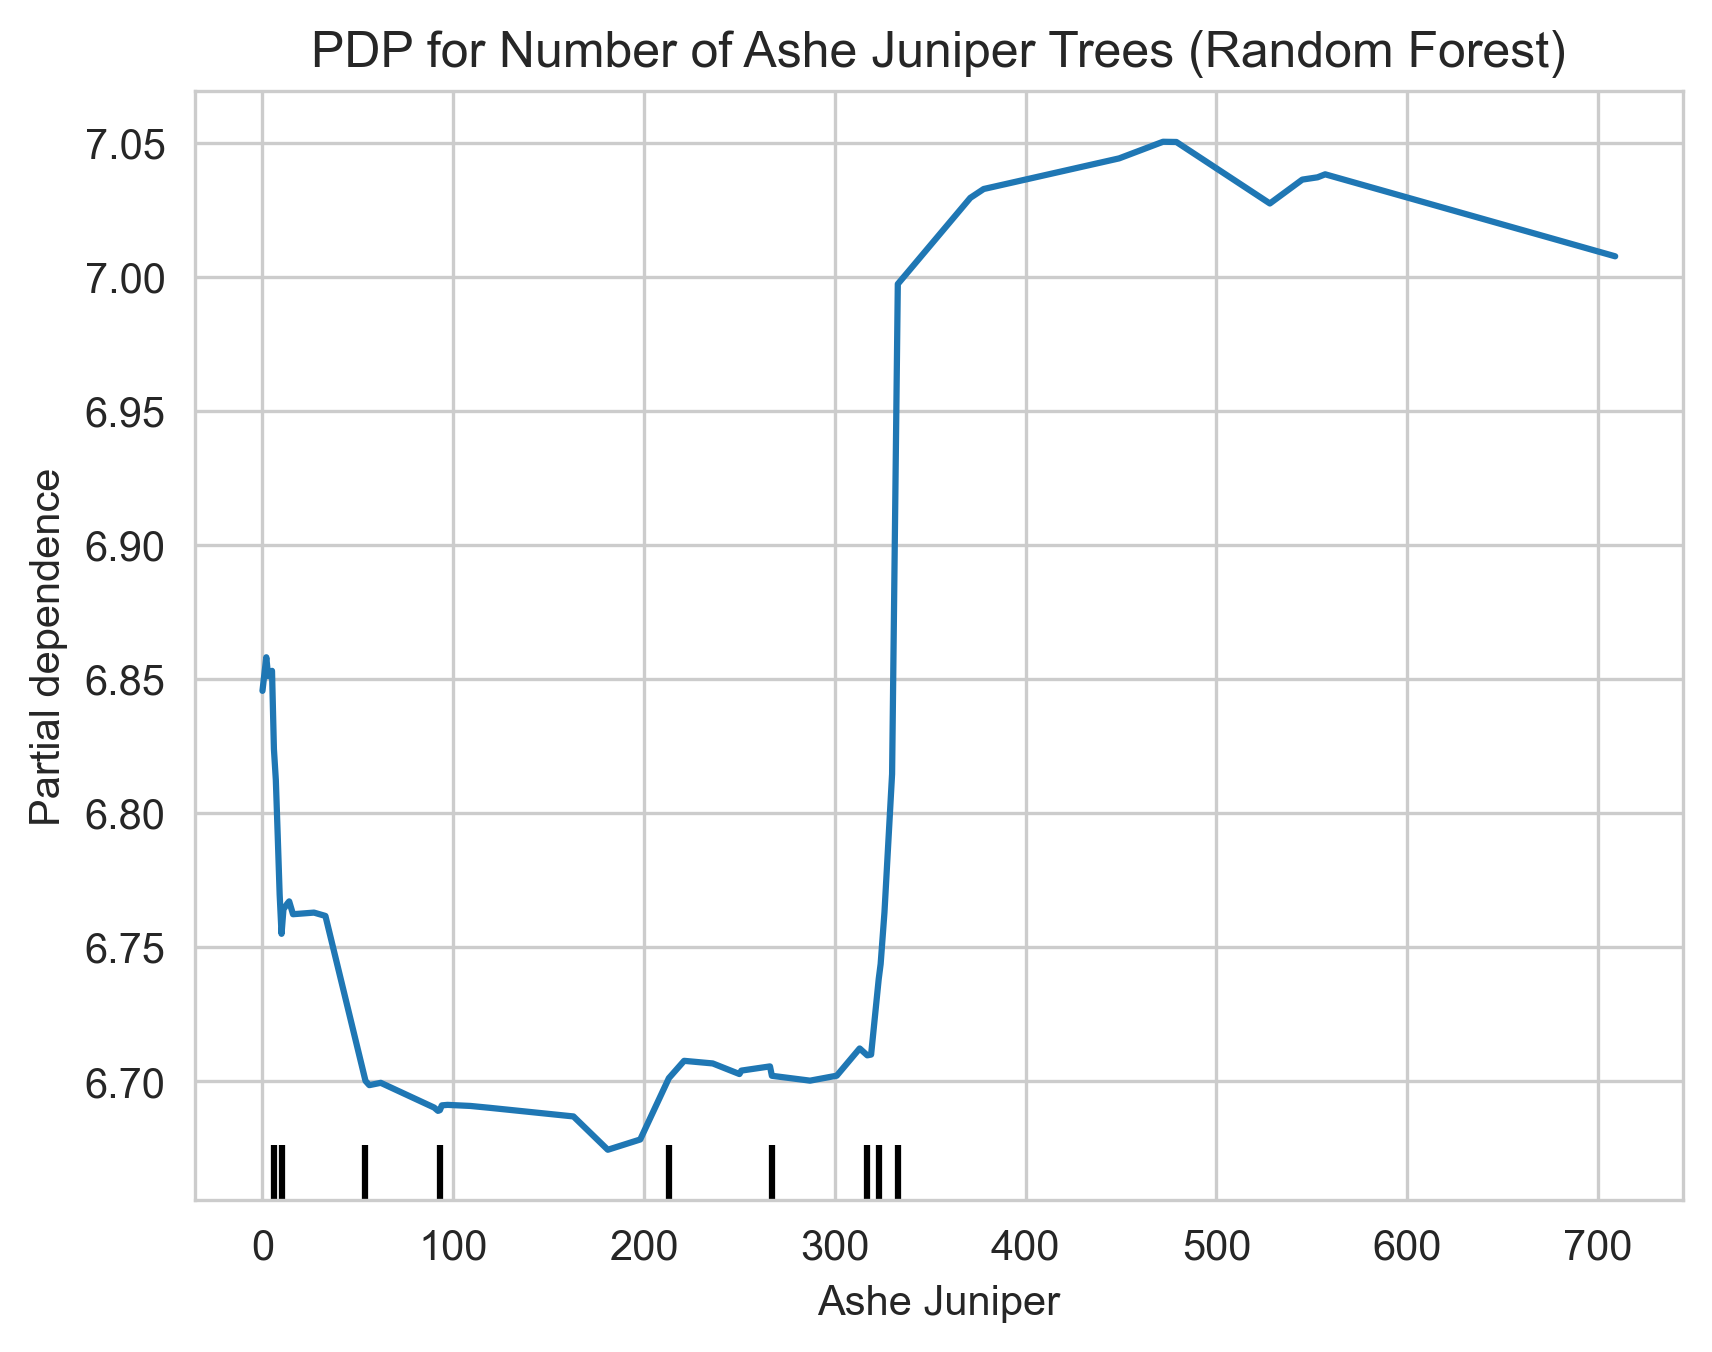 PDP for Number of Ashe Juniper Trees (Random Forest)
7.05
7.00
6.95
6.90
6.85
6.80
6.75
6.70
Partial dependence
0 100 200 300 400 500 600 700
Ashe Juniper